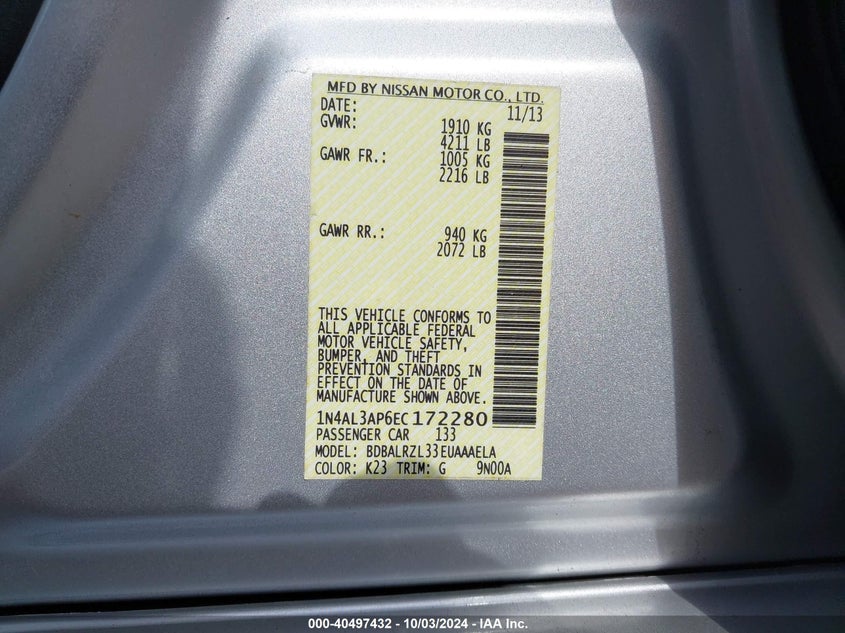 MFD BY NISSAN MOTOR CO., LTD.
DATE: 11/13
GVWR: 1910 KG
4211 LB
GAWR FR.: 1005 KG
2216 LB
GAWR RR.: 940 KG
2072 LB
THIS VEHICLE CONFORMS TO
ALL APPLICABLE FEDERAL
MOTOR VEHICLE SAFETY,
BUMPER, AND THEFT
PREVENTION STANDARDS IN
EFFECT ON THE DATE OF
MANUFACTURE SHOWN ABOVE.
1N4AL3AP6EC172280
PASSENGER CAR 133
MODEL: BDBALRZL33EUAAAELA
COLOR: K23 TRIM: G 9N00A
000-40497432 - 10/03/2024 - IAA Inc.